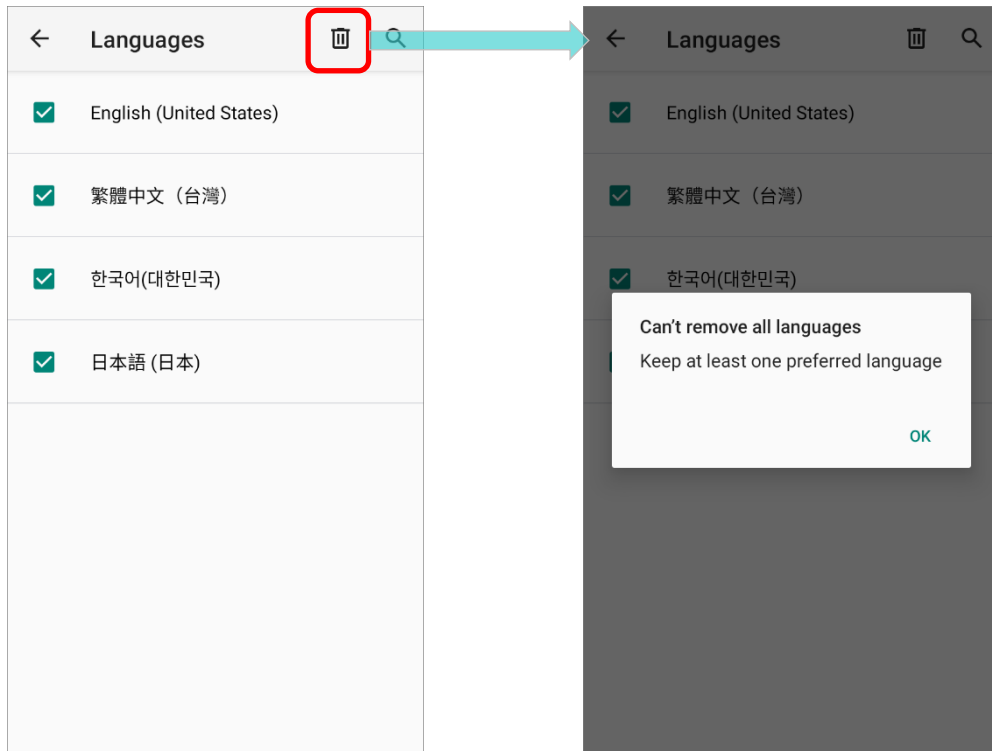 Languages
English (United States)
繁體中文（台灣）
한국어(대한민국)
日本語 (日本)
Languages
English (United States)
繁體中文（台灣）
한국어(대한민국)
Can't remove all languages
Keep at least one preferred language
OK